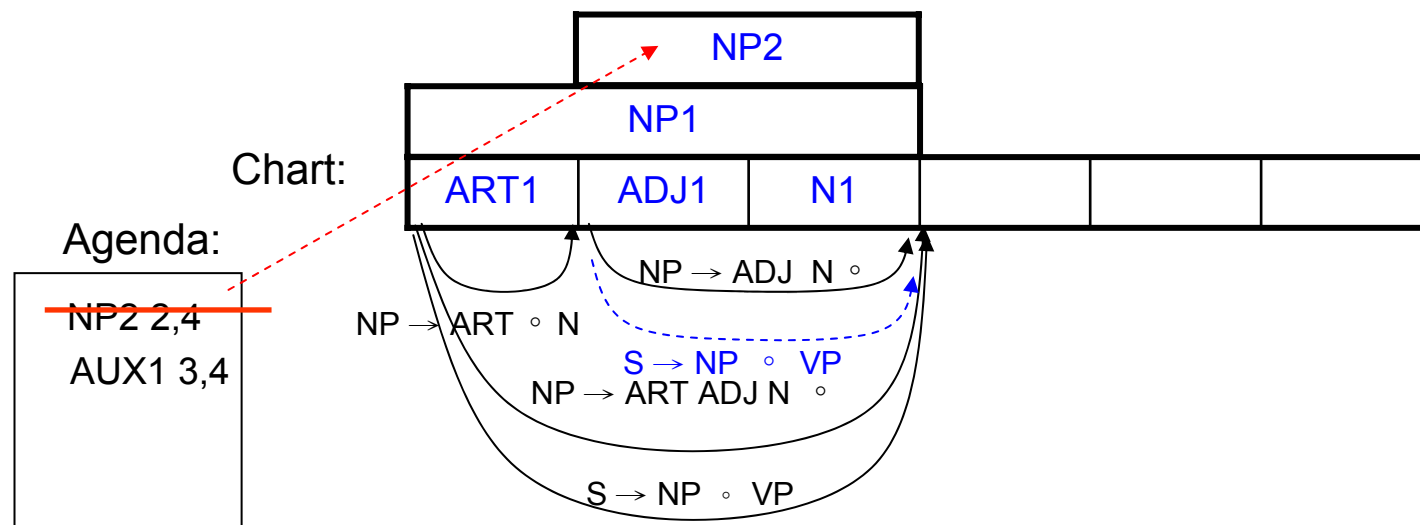 NP2
NP1
Chart:
ART1 ADJ1 N1
Agenda:
NP2 2,4
AUX1 3,4
NP → ADJ N ∘
NP → ART ∘ N
S → NP ∘ VP
NP → ART ADJ N ∘
S → NP ∘ VP